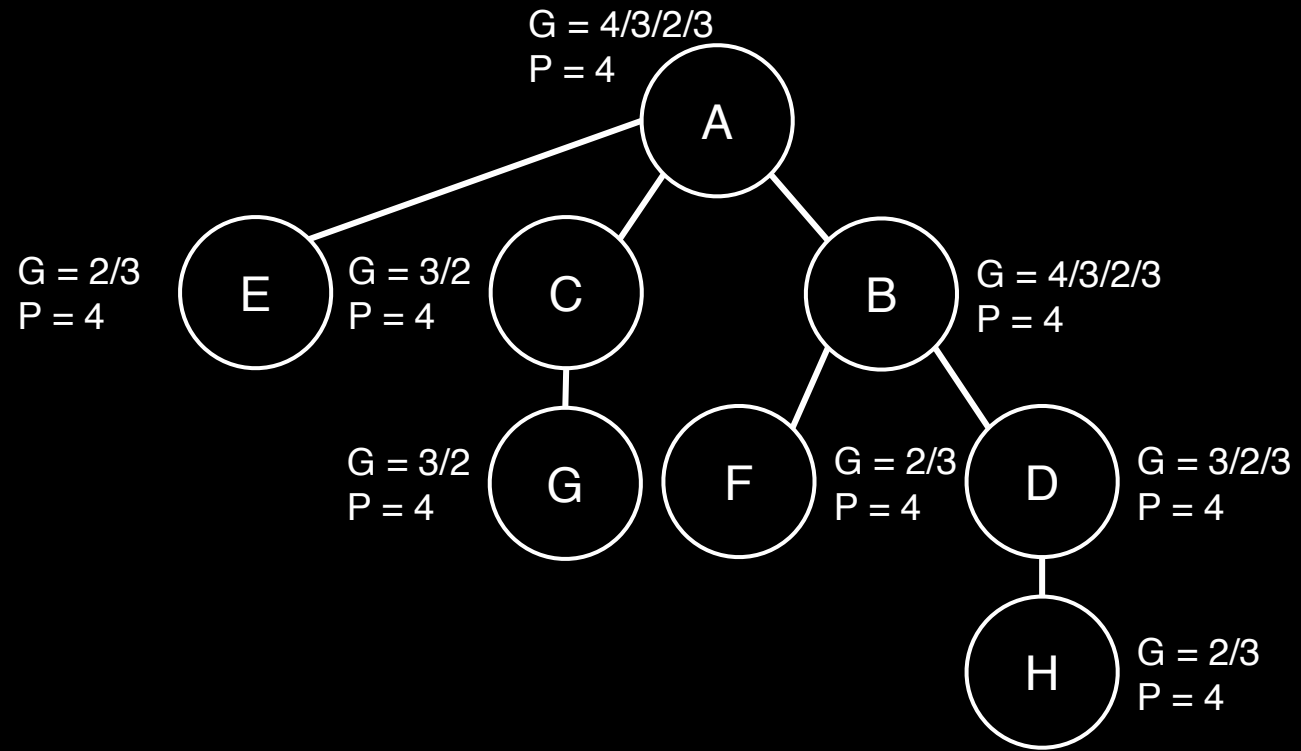 G = 4/3/2/3
P = 4
A
G = 2/3
P = 4
E
G = 3/2
P = 4
C
B
G = 4/3/2/3
P = 4
G = 3/2
P = 4
G
F
G = 2/3
P = 4
D
G = 3/2/3
P = 4
H
G = 2/3
P = 4